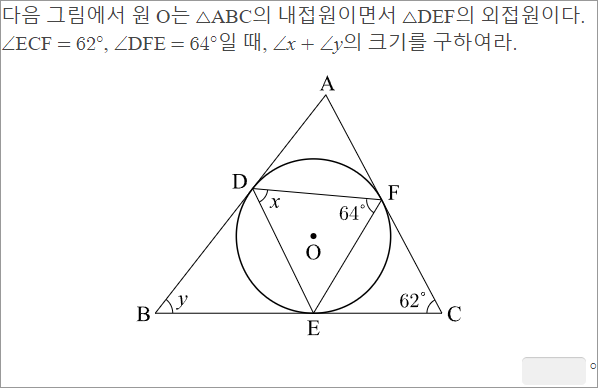 다음 그림에서 원 O는 △ABC의 내접원이면서 △DEF의 외접원이다.
∠ECF = 62°, ∠DFE = 64°일 때, ∠x + ∠y의 크기를 구하여라.
A
D
F
x
64°
O
B
y
62°
C
E
°